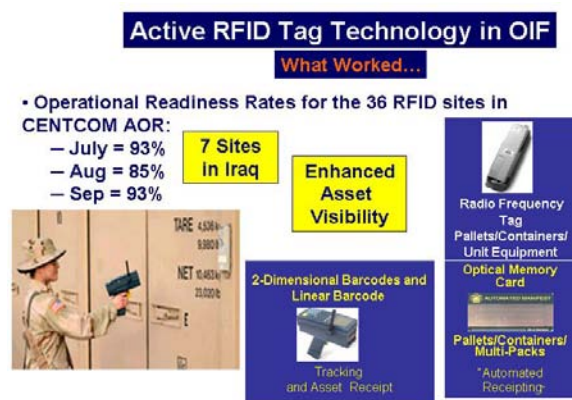 Active RFID Tag Technology in OIF
What Worked...
• Operational Readiness Rates for the 36 RFID sites in
CENTCOM AOR:
– July = 93%
– Aug = 85%
– Sep = 93%
7 Sites
in Iraq
Enhanced
Asset
Visibility
Radio Frequency
Tag
Pallets/Containers/
Unit Equipment
TARE
NET
2-Dimensional Barcodes and
Linear Barcode
Tracking
and Asset Receipt
Optical Memory
Card
AUTOMATED MANIFEST
Pallets/Containers/
Multi-Packs
"Automated
Receipting"